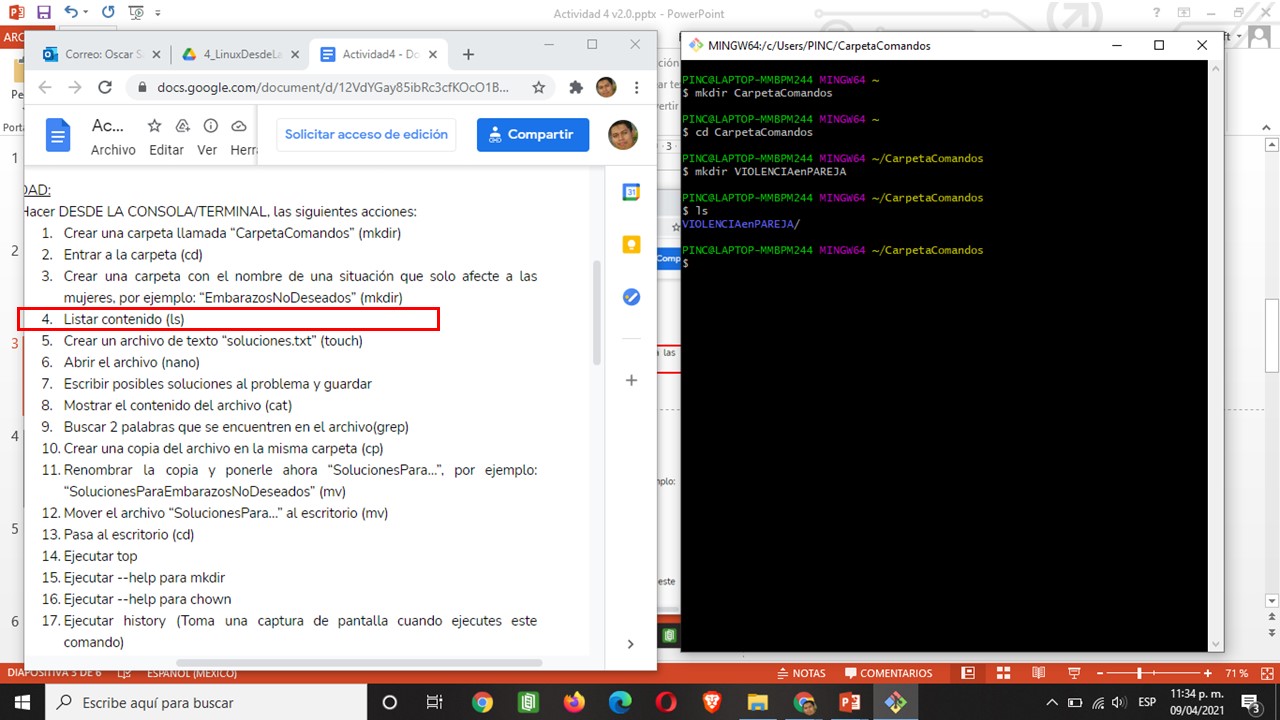 Actividad 4 v2.0.pptx - PowerPoint
Correo: Oscar S
4_LinuxDesdeLa
Actividad4 - Do
docs.google.com/document/d/12VdYGay85ibRc3cfKOcO1B...
Ac...
Archivo Editar Ver Herra
Solicitar acceso de edición
Compartir
DAD:
Hacer DESDE LA CONSOLA/TERMINAL, las siguientes acciones:
1. Crear una carpeta llamada “CarpetaComandos” (mkdir)
2. Entrar a la carpeta (cd)
3. Crear una carpeta con el nombre de una situación que solo afecte a las
mujeres, por ejemplo: “EmbarazosNoDeseados” (mkdir)
4. Listar contenido (ls)
5. Crear un archivo de texto “soluciones.txt” (touch)
6. Abrir el archivo (nano)
7. Escribir posibles soluciones al problema y guardar
8. Mostrar el contenido del archivo (cat)
9. Buscar 2 palabras que se encuentren en el archivo(grep)
10. Crear una copia del archivo en la misma carpeta (cp)
11. Renombrar la copia y ponerle ahora “SolucionesPara...”, por ejemplo:
“SolucionesParaEmbarazosNoDeseados” (mv)
12. Mover el archivo “SolucionesPara...” al escritorio (mv)
13. Pasa al escritorio (cd)
14. Ejecutar top
15. Ejecutar --help para mkdir
16. Ejecutar --help para chown
17. Ejecutar history (Toma una captura de pantalla cuando ejecutes este
comando)
MINGW64:/c/Users/PINC/CarpetaComandos
PINC@LAPTOP-MMBPM244 MINGW64 ~
$ mkdir CarpetaComandos
PINC@LAPTOP-MMBPM244 MINGW64 ~
$ cd CarpetaComandos
PINC@LAPTOP-MMBPM244 MINGW64 ~/CarpetaComandos
$ mkdir VIOLENCIAenPAREJA
PINC@LAPTOP-MMBPM244 MINGW64 ~/CarpetaComandos
$ ls
VIOLENCIAenPAREJA/
PINC@LAPTOP-MMBPM244 MINGW64 ~/CarpetaComandos
$
1
2
3
4
5
6
DIAPOSITIVA 3 DE 6
ESPAÑOL (MÉXICO)
NOTAS
COMENTARIOS
71 %
Escribe aquí para buscar
ESP
11:34 p. m.
09/04/2021
3